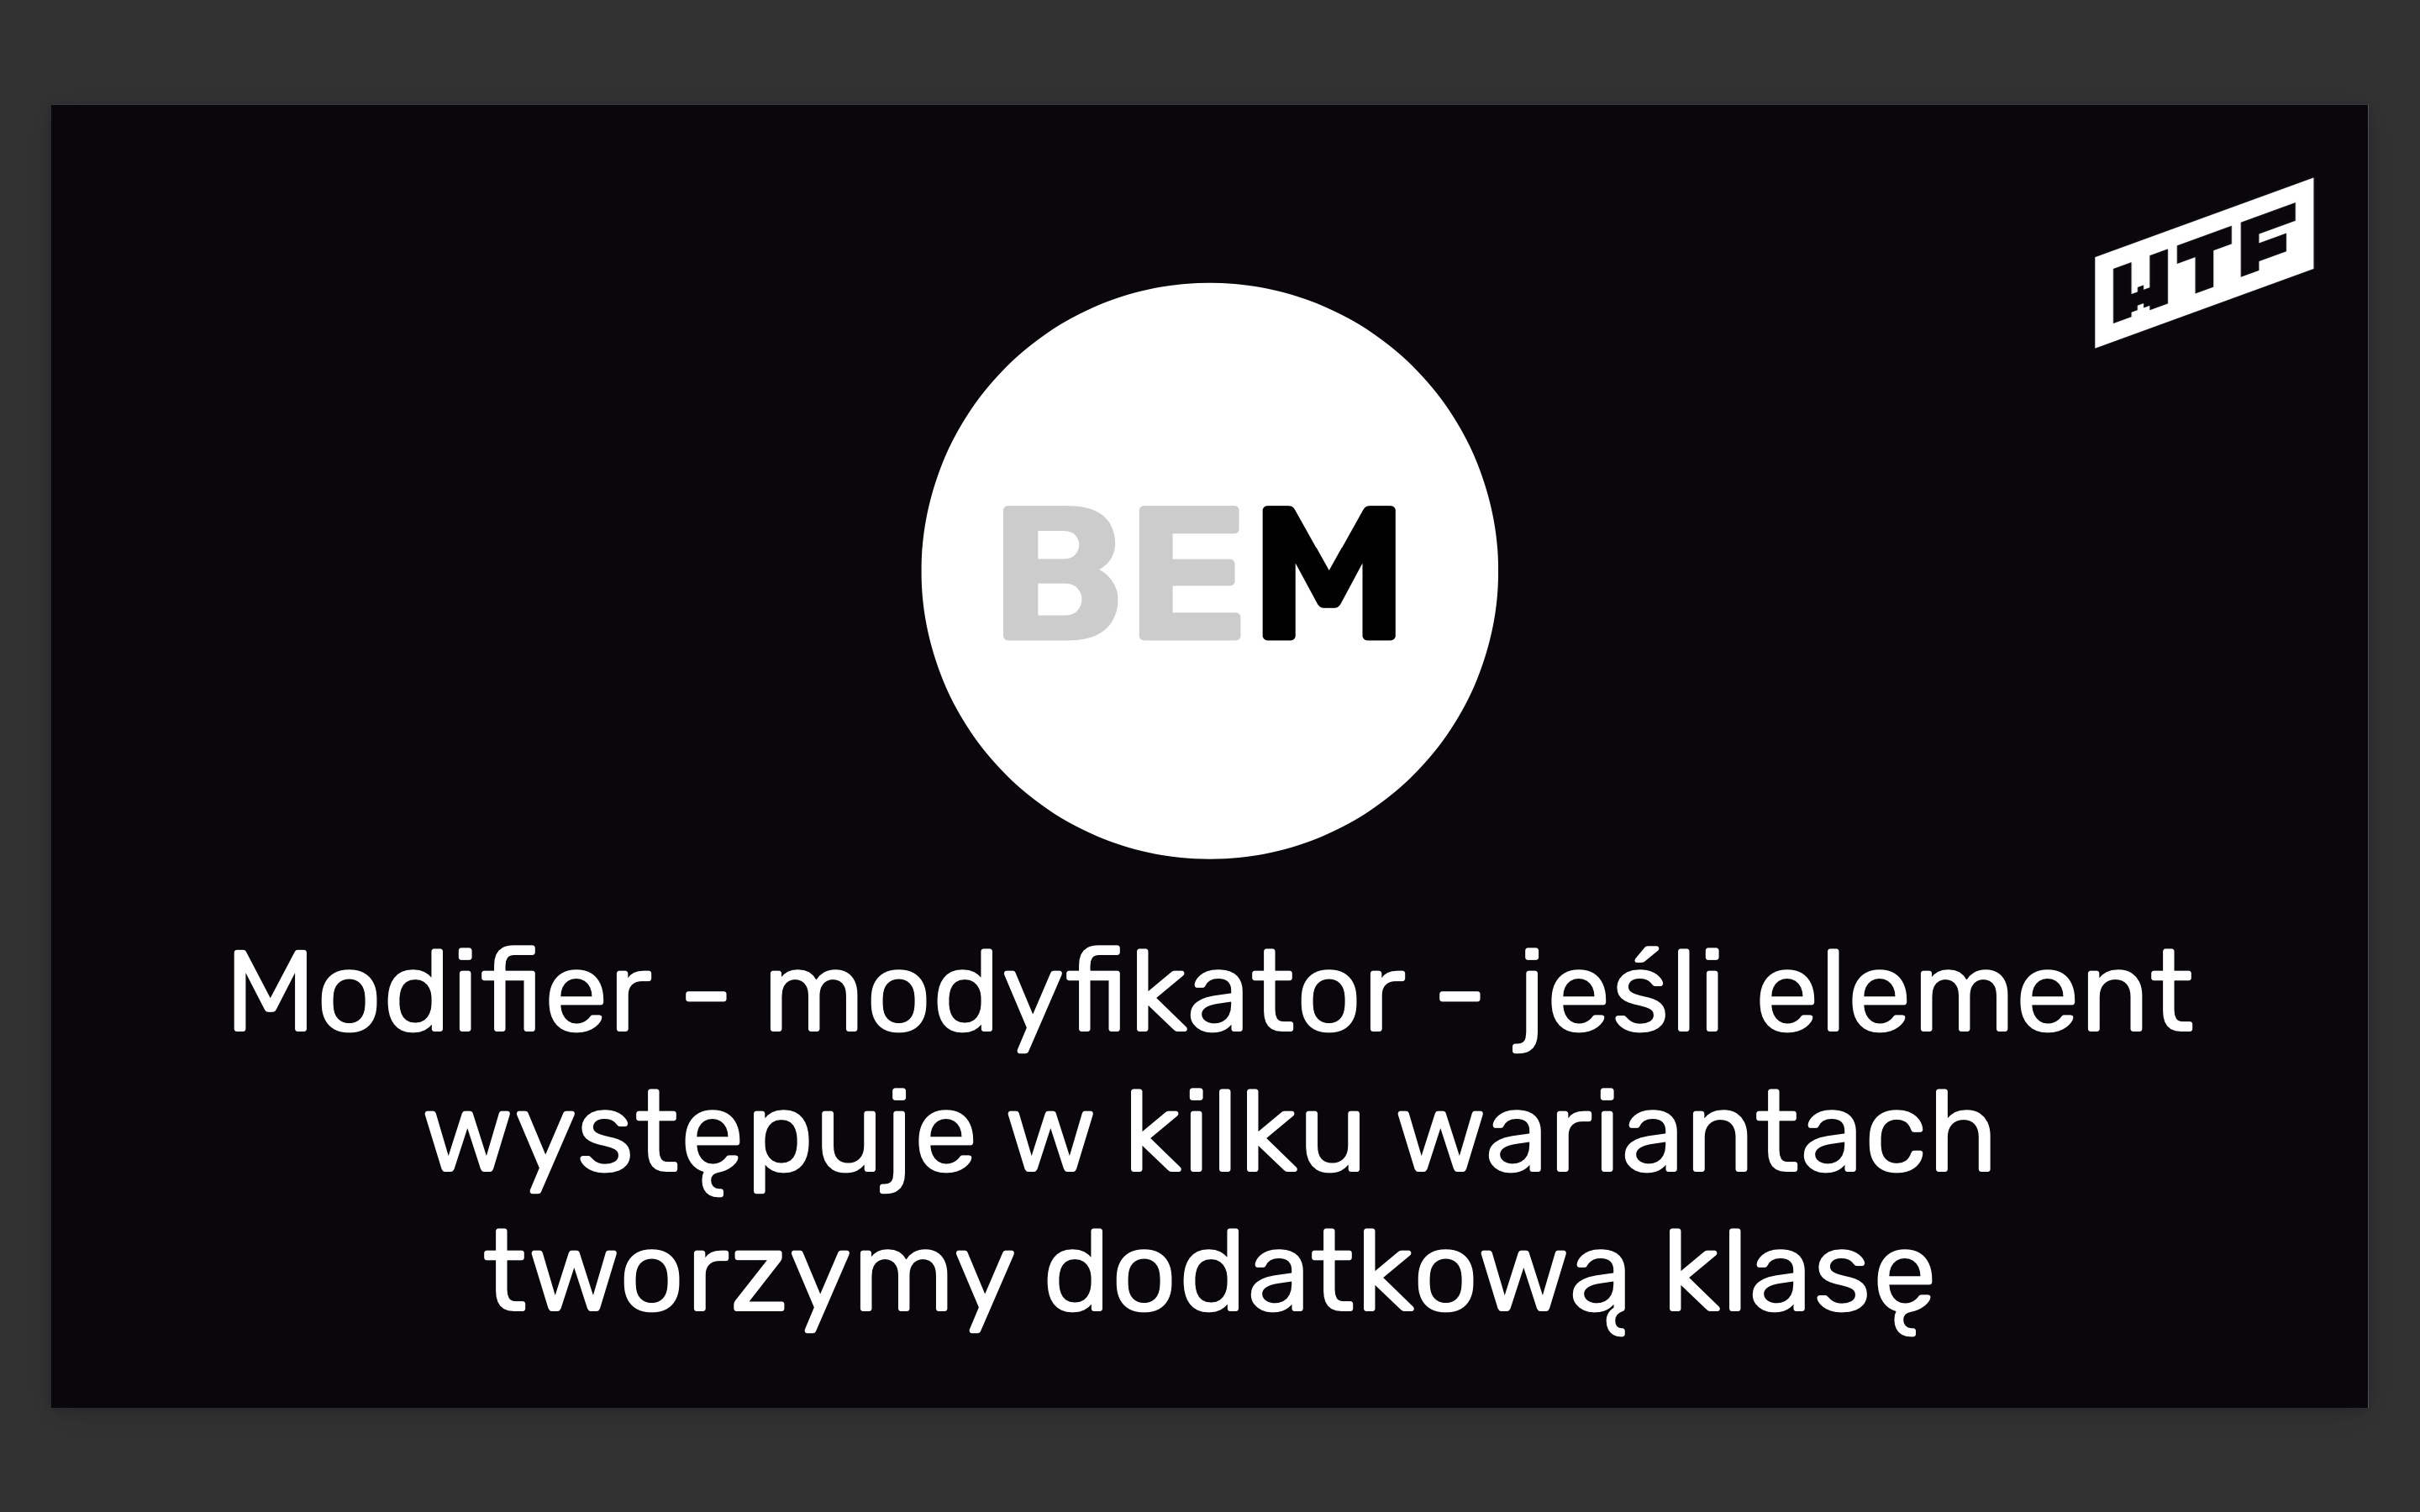 HTF
BEM
Modifier - modyfikator – jeśli element
występuje w kilku wariantach
tworzymy dodatkową klasę